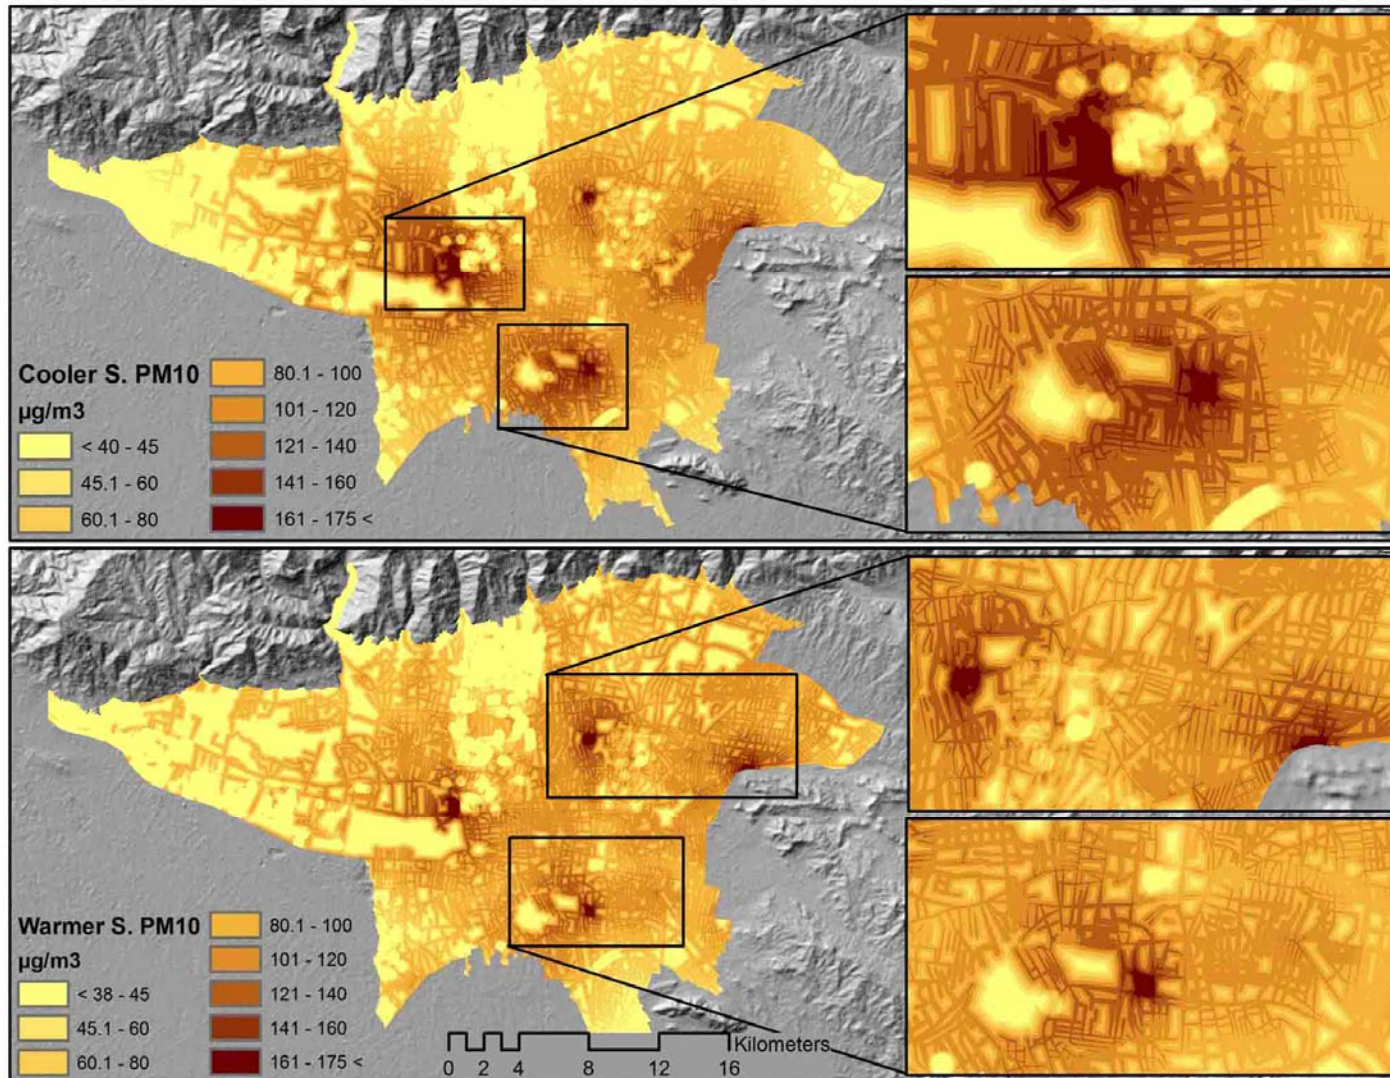 Cooler S. PM10
µg/m3
< 40 - 45
45.1 - 60
60.1 - 80
80.1 - 100
101 - 120
121 - 140
141 - 160
161 - 175 <
Warmer S. PM10
µg/m3
< 38 - 45
45.1 - 60
60.1 - 80
80.1 - 100
101 - 120
121 - 140
141 - 160
161 - 175 <
Kilometers
0 2 4 8 12 16